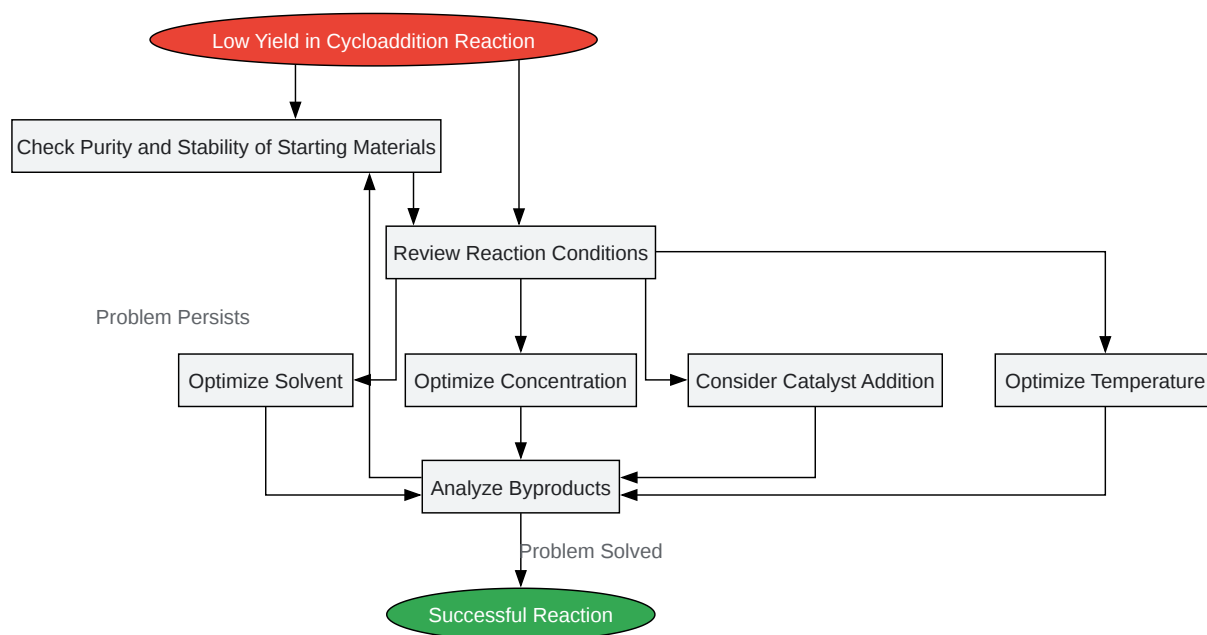 Low Yield in Cycloaddition Reaction
Check Purity and Stability of Starting Materials
Review Reaction Conditions
Problem Persists
Optimize Solvent
Optimize Concentration
Consider Catalyst Addition
Optimize Temperature
Analyze Byproducts
Problem Solved
Successful Reaction